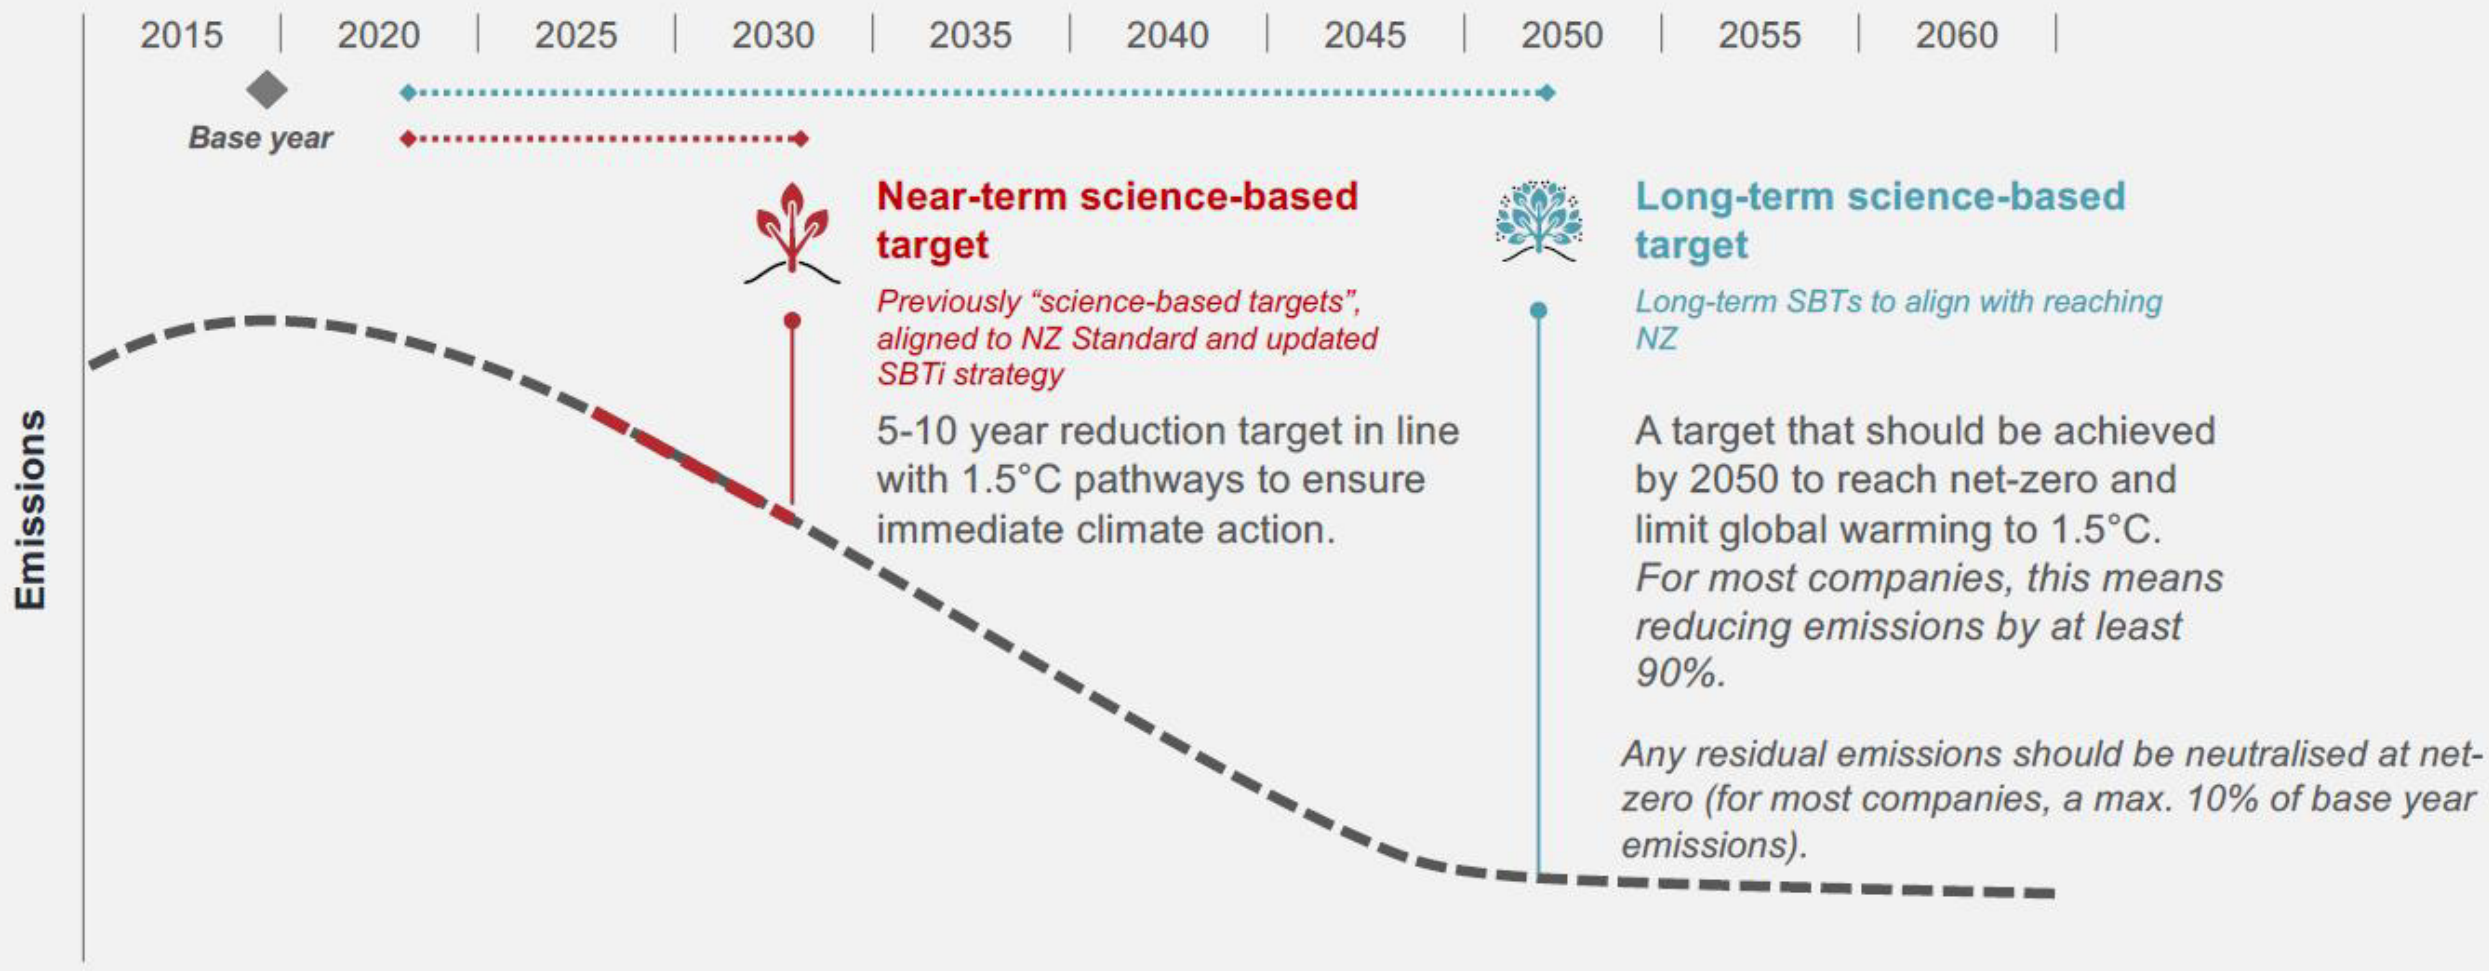 2015 2020 2025 2030 2035 2040 2045 2050 2055 2060
Base year
Near-term science-based
target
Previously “science-based targets”,
aligned to NZ Standard and updated
SBTi strategy
5-10 year reduction target in line
with 1.5°C pathways to ensure
immediate climate action.
Long-term science-based
target
Long-term SBTs to align with reaching
NZ
A target that should be achieved
by 2050 to reach net-zero and
limit global warming to 1.5°C.
For most companies, this means
reducing emissions by at least
90%.
Any residual emissions should be neutralised at net-
zero (for most companies, a max. 10% of base year
emissions).
Emissions